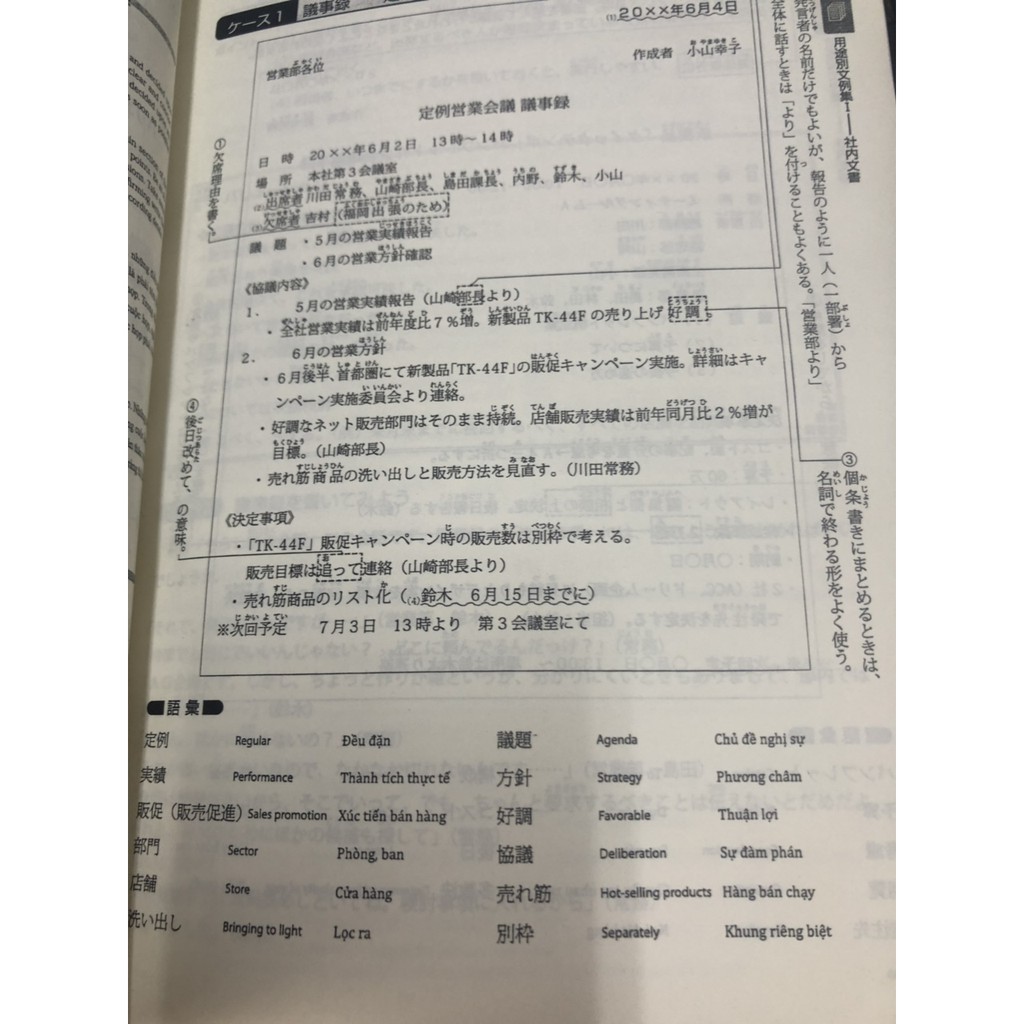 ケース1 議事録
(1)20××年6月4日
営業部各位
作成者 小山幸子
定例営業会議 議事録
日 時 20××年6月2日 13時~14時
場 所 本社第3会議室
(2)出席者 川田常務、山崎部長、島田課長、内野、鈴木、小山
(3)欠席者 吉村(福岡出張のため)
議 題 ・5月の営業実績報告
・6月の営業方針確認
《協議内容》
1. 5月の営業実績報告(山崎部長より)
・全社営業実績は前年度比7%増。新製品TK-44Fの売り上げ好調
2. 6月の営業方針
・6月後半、首都圏にて新製品「TK-44F」の販促キャンペーン実施。詳細はキャ
ンペーン実施委員会より連絡。
・好調なネット販売部門はそのまま持続。店舗販売実績は前年同月比2%増が
目標。(山崎部長)
・売れ筋商品の洗い出しと販売方法を見直す。(川田常務)
《決定事項》
・「TK-44F」販促キャンペーン時の販売数は別枠で考える。
販売目標は追って連絡(山崎部長より)
・売れ筋商品のリスト化((4)鈴木 6月15日までに)
※次回予定 7月3日 13時より 第3会議室にて
①欠席理由を書く。
④後日改めて、の意味。
用途別文例集1――社内文書
発言者の名前だけでもよいが、報告のように一人(一部署)から
全体に話すときは「より」を付けることもよくある。「営業部より」
③個条書きにまとめるときは、
名詞で終わる形をよく使う。
語彙
定例 Regular Đều đặn 議題 Agenda Chủ đề nghị sự
実績 Performance Thành tích thực tế 方針 Strategy Phương châm
販促(販売促進) Sales promotion Xúc tiến bán hàng 好調 Favorable Thuận lợi
部門 Sector Phòng, ban 協議 Deliberation Sự đàm phán
店舗 Store Cửa hàng 売れ筋 Hot-selling products Hàng bán chạy
洗い出し Bringing to light Lọc ra 別枠 Separately Khung riêng biệt